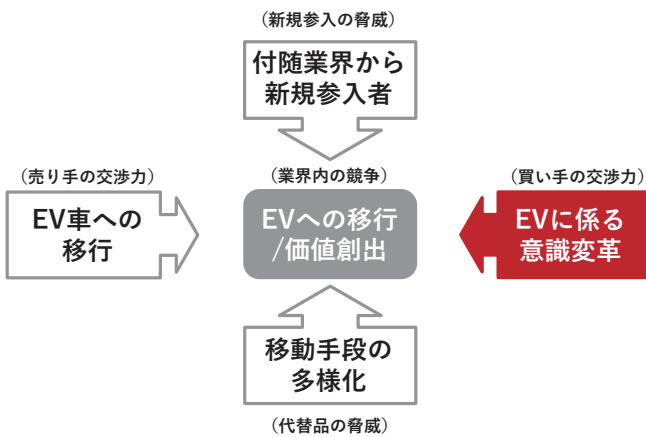 （新規参入の脅威）
付随業界から
新規参入者
（売り手の交渉力）
EV車への
移行
（業界内の競争）
EVへの移行
/価値創出
（買い手の交渉力）
EVに係る
意識変革
移動手段の
多様化
（代替品の脅威）